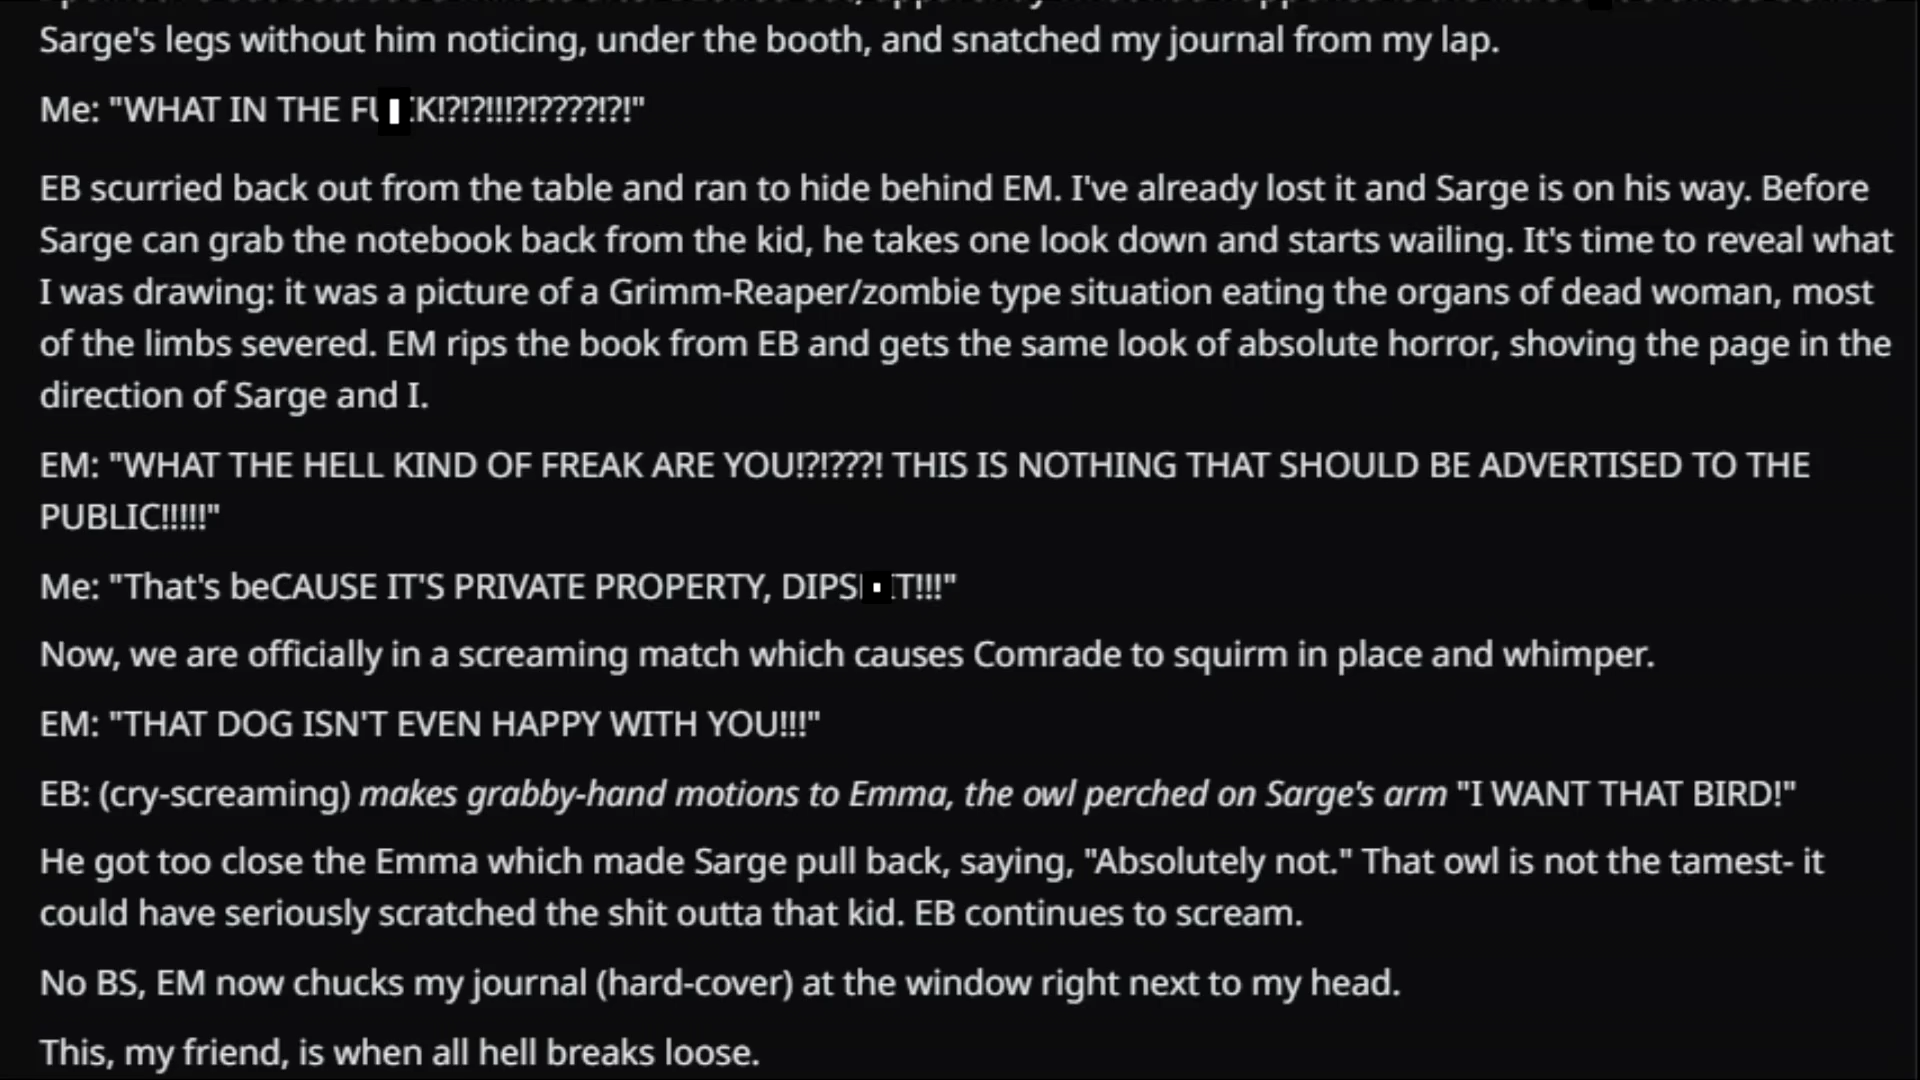 Sarge's legs without him noticing, under the booth, and snatched my journal from my lap.
Me: "WHAT IN THE FU K!?!?!!!?!????!?!"
EB scurried back out from the table and ran to hide behind EM. I've already lost it and Sarge is on his way. Before
Sarge can grab the notebook back from the kid, he takes one look down and starts wailing. It's time to reveal what
I was drawing: it was a picture of a Grimm-Reaper/zombie type situation eating the organs of dead woman, most
of the limbs severed. EM rips the book from EB and gets the same look of absolute horror, shoving the page in the
direction of Sarge and I.
EM: "WHAT THE HELL KIND OF FREAK ARE YOU!?!???! THIS IS NOTHING THAT SHOULD BE ADVERTISED TO THE
PUBLIC!!!!!"
Me: "That's beCAUSE IT'S PRIVATE PROPERTY, DIPS T!!!"
Now, we are officially in a screaming match which causes Comrade to squirm in place and whimper.
EM: "THAT DOG ISN'T EVEN HAPPY WITH YOU!!!"
EB: (cry-screaming) makes grabby-hand motions to Emma, the owl perched on Sarge's arm "I WANT THAT BIRD!"
He got too close the Emma which made Sarge pull back, saying, "Absolutely not." That owl is not the tamest- it
could have seriously scratched the shit outta that kid. EB continues to scream.
No BS, EM now chucks my journal (hard-cover) at the window right next to my head.
This, my friend, is when all hell breaks loose.